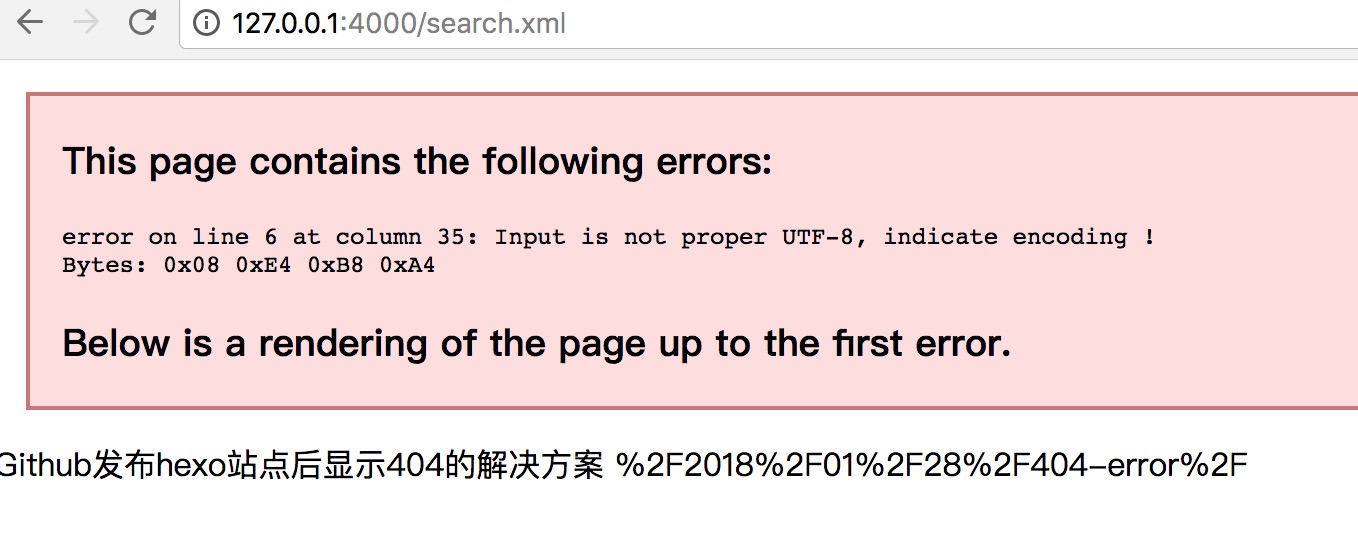 127.0.0.1:4000/search.xml
This page contains the following errors:
error on line 6 at column 35: Input is not proper UTF-8, indicate encoding !
Bytes: 0x08 0xE4 0xB8 0xA4
Below is a rendering of the page up to the first error.
Github发布hexo站点后显示404的解决方案 %2F2018%2F01%2F28%2F404-error%2F